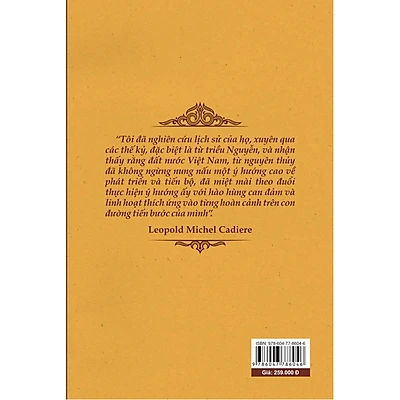 “Tôi đã nghiên cứu lịch sử của họ, xuyên qua
các thế kỷ, đặc biệt là từ triều Nguyễn, và nhận
thấy rằng đất nước Việt Nam, từ nguyên thủy
đã không ngừng nung nấu một ý hướng cao về
phát triển và tiến bộ, đã miệt mài theo đuổi
thực hiện ý hướng ấy với hào hùng can đảm và
linh hoạt thích ứng vào từng hoàn cảnh trên con
đường tiến bước của mình”.
Leopold Michel Cadiere
ISBN: 978-604-77-8604-6
9 786047 786046
Giá: 259.000 Đ